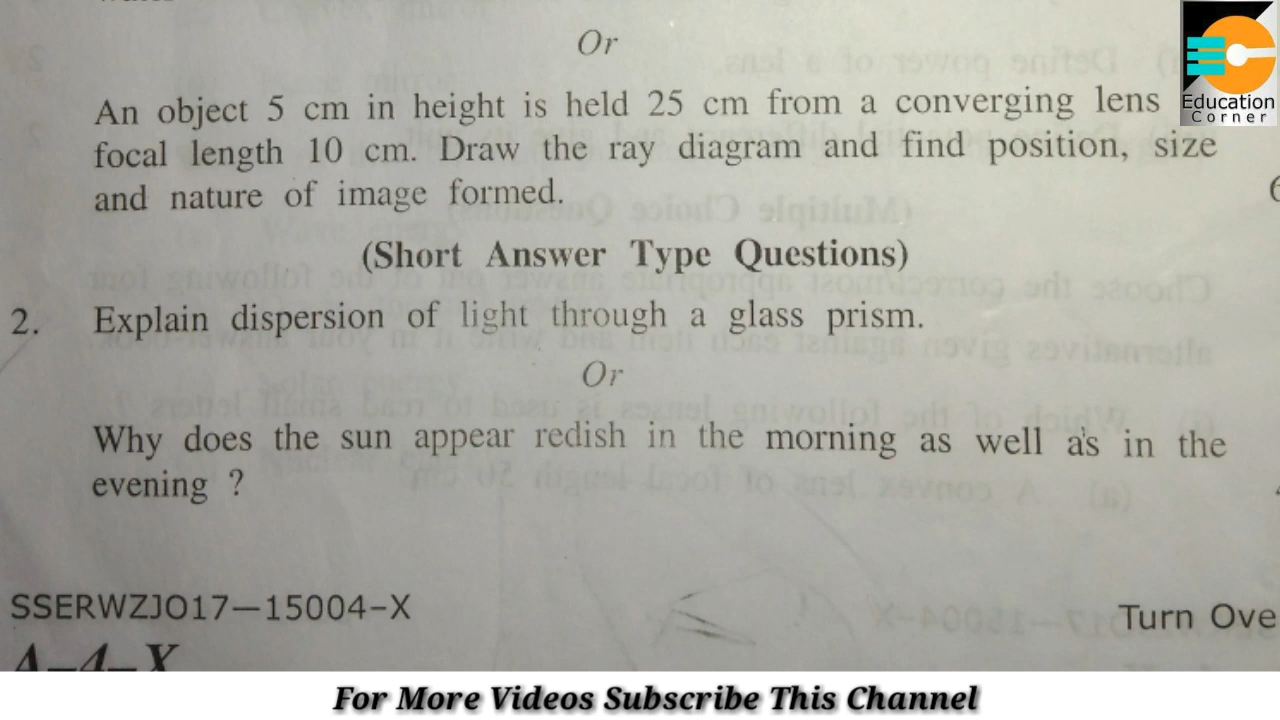 Or
Education
Corner
An object 5 cm in height is held 25 cm from a converging lens
focal length 10 cm. Draw the ray diagram and find position, size
and nature of image formed.
(Short Answer Type Questions)
2. Explain dispersion of light through a glass prism.
Or
Why does the sun appear redish in the morning as well as in the
evening ?
SSERWZJO17—15004–X
Turn Ove
A–4–X
For More Videos Subscribe This Channel